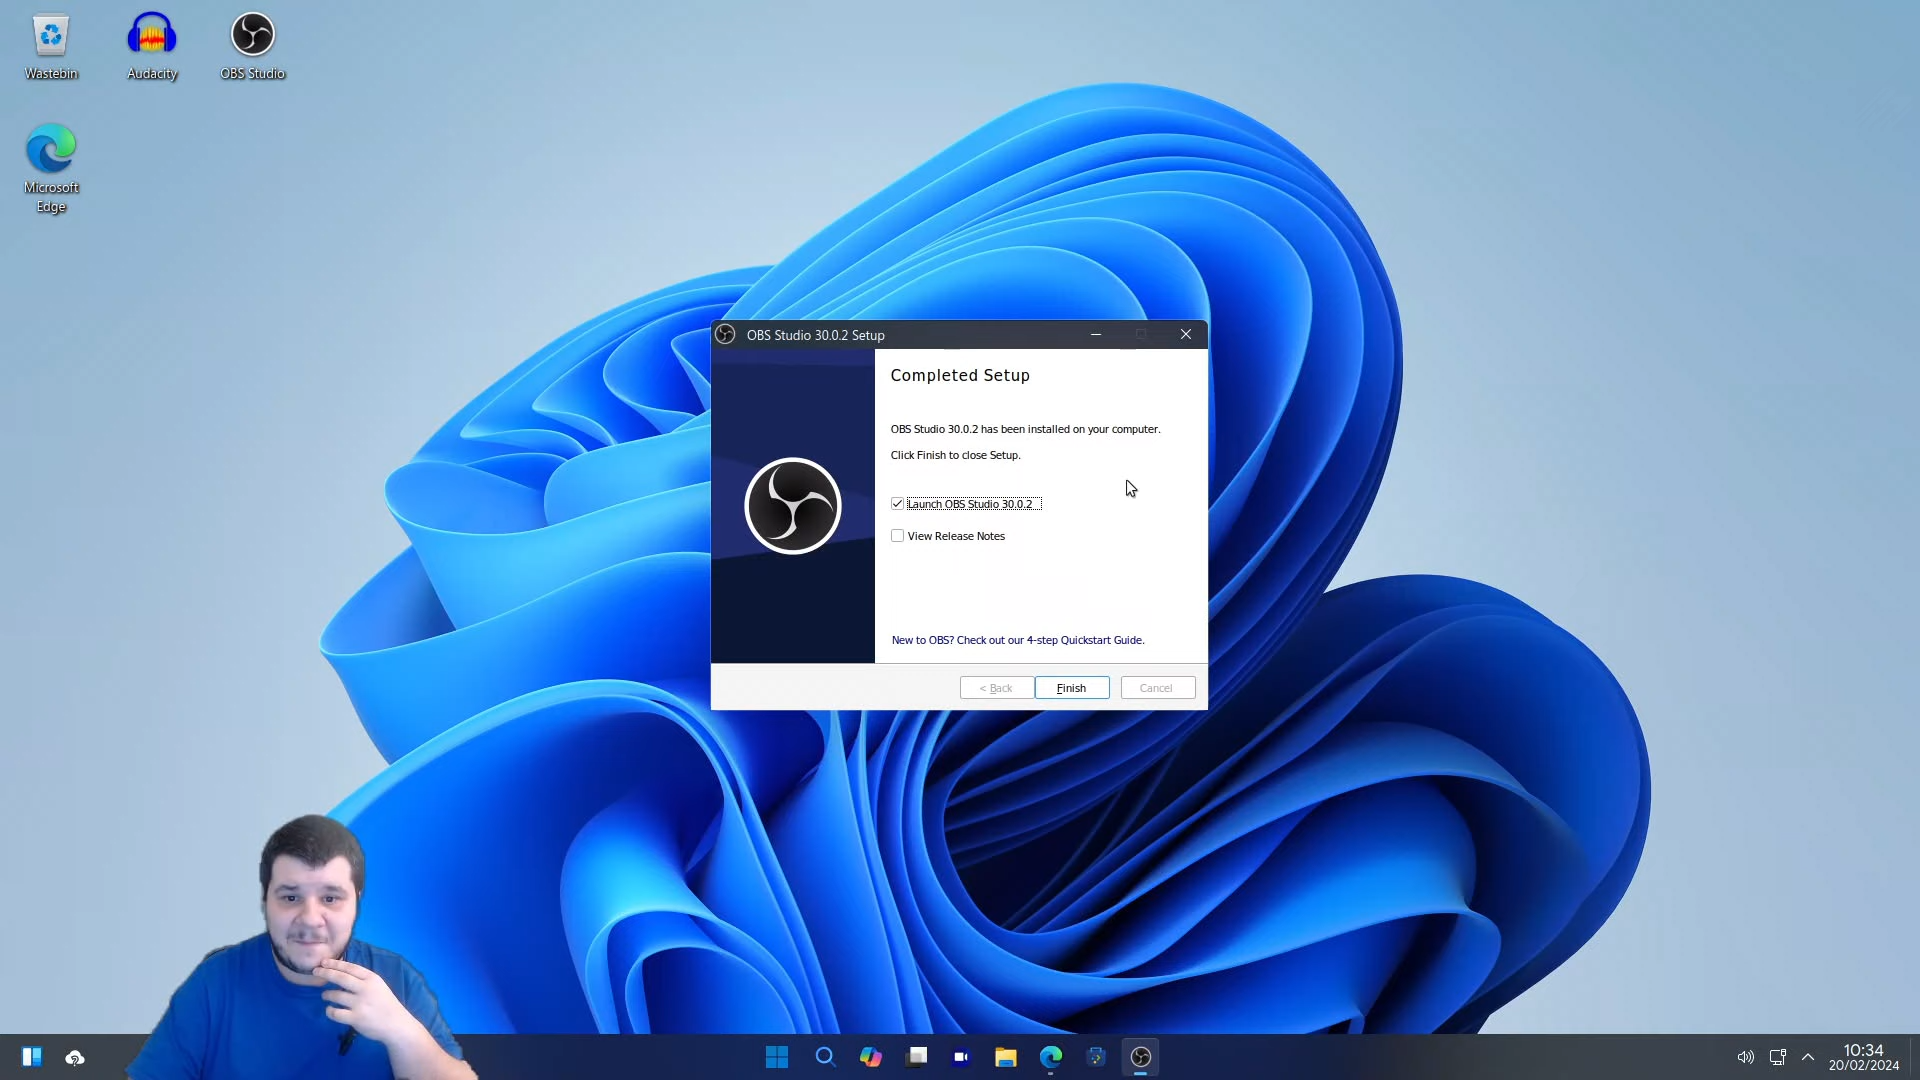 Wastebin
Audacity
OBS Studio
Microsoft
Edge
OBS Studio 30.0.2 Setup
Completed Setup
OBS Studio 30.0.2 has been installed on your computer.
Click Finish to close Setup.
Launch OBS Studio 30.0.2
View Release Notes
New to OBS? Check out our 4-step Quickstart Guide.
< Back
Finish
Cancel
10:34
20/02/2024